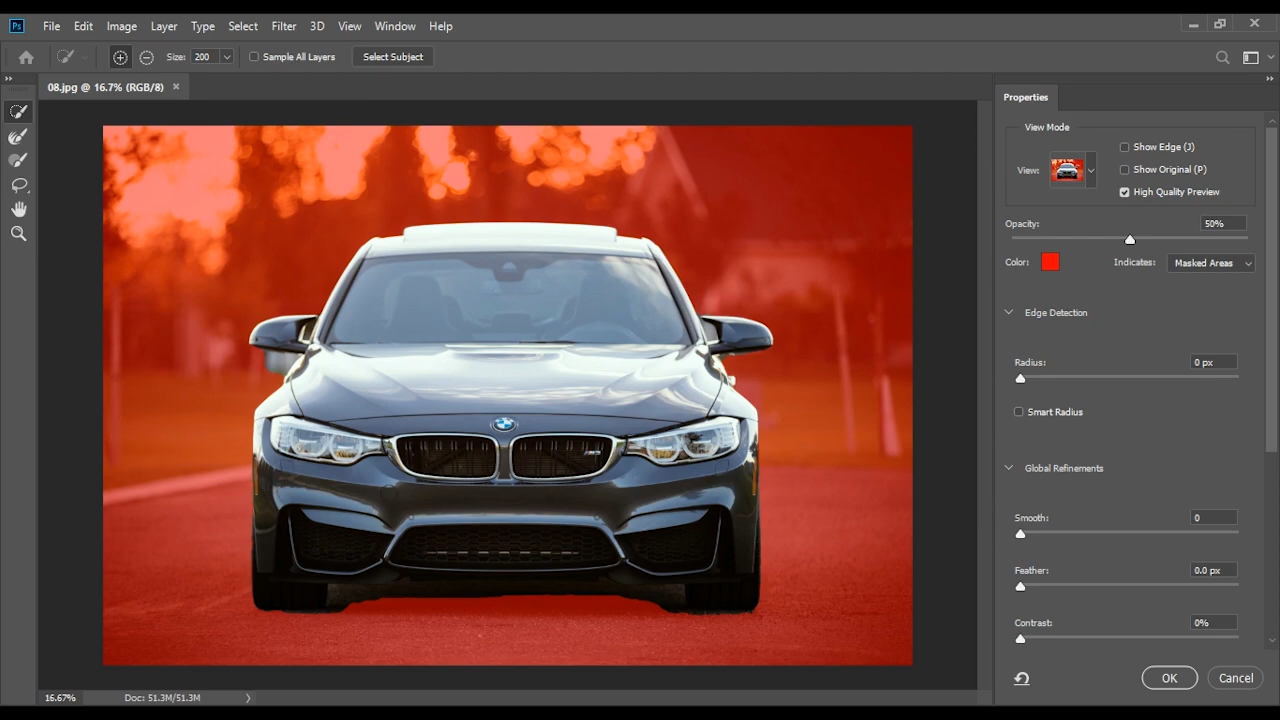 Ps File Edit Image Layer Type Select Filter 3D View Window Help
Size: 200 Sample All Layers Select Subject
08.jpg @ 16.7% (RGB/8) ×
Properties
View Mode
Show Edge (J)
View:
Show Original (P)
High Quality Preview
Opacity: 50%
Color: Indicates: Masked Areas
Edge Detection
Radius: 0 px
Smart Radius
Global Refinements
Smooth: 0
Feather: 0.0 px
Contrast: 0%
OK Cancel
16.67% Doc: 51.3M/51.3M